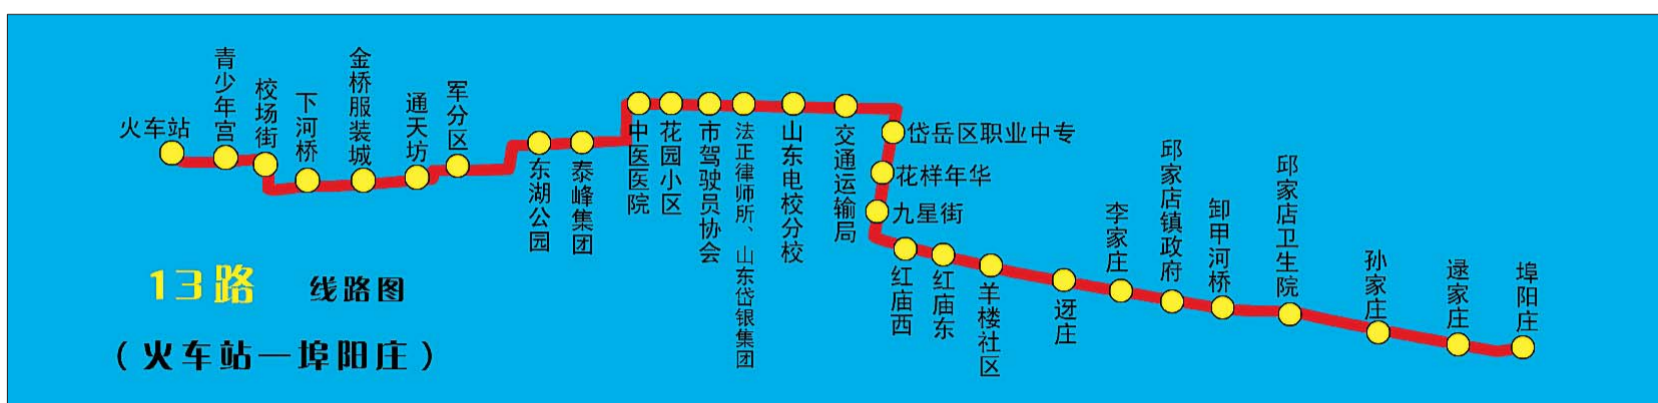 火车站
青少年宫
校场街
下河桥
金桥服装城
通天坊
军分区
东湖公园
泰峰集团
中医医院
花园小区
市驾驶员协会
法正律师所、山东岱银集团
山东电校分校
交通运输局
岱岳区职业中专
花样年华
九星街
红庙西
红庙东
羊楼社区
迓庄
李家庄
邱家店镇政府
卸甲河桥
邱家店卫生院
孙家庄
逯家庄
埠阳庄
13路 线路图
（火车站—埠阳庄）